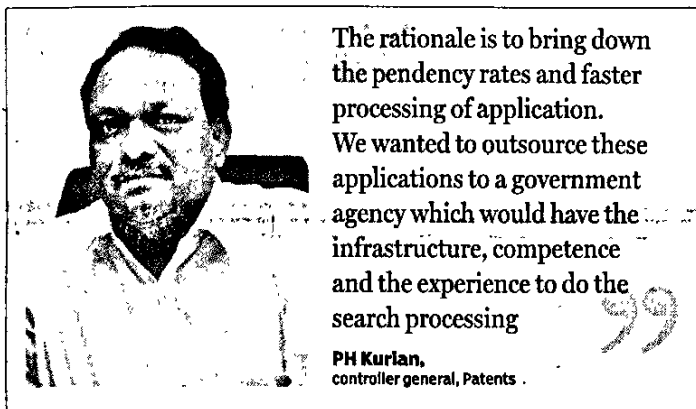 The rationale is to bring down
the pendency rates and faster
processing of application.
We wanted to outsource these
applications to a government
agency which would have the
infrastructure, competence
and the experience to do the
search processing
”
PH Kurian,
controller general, Patents